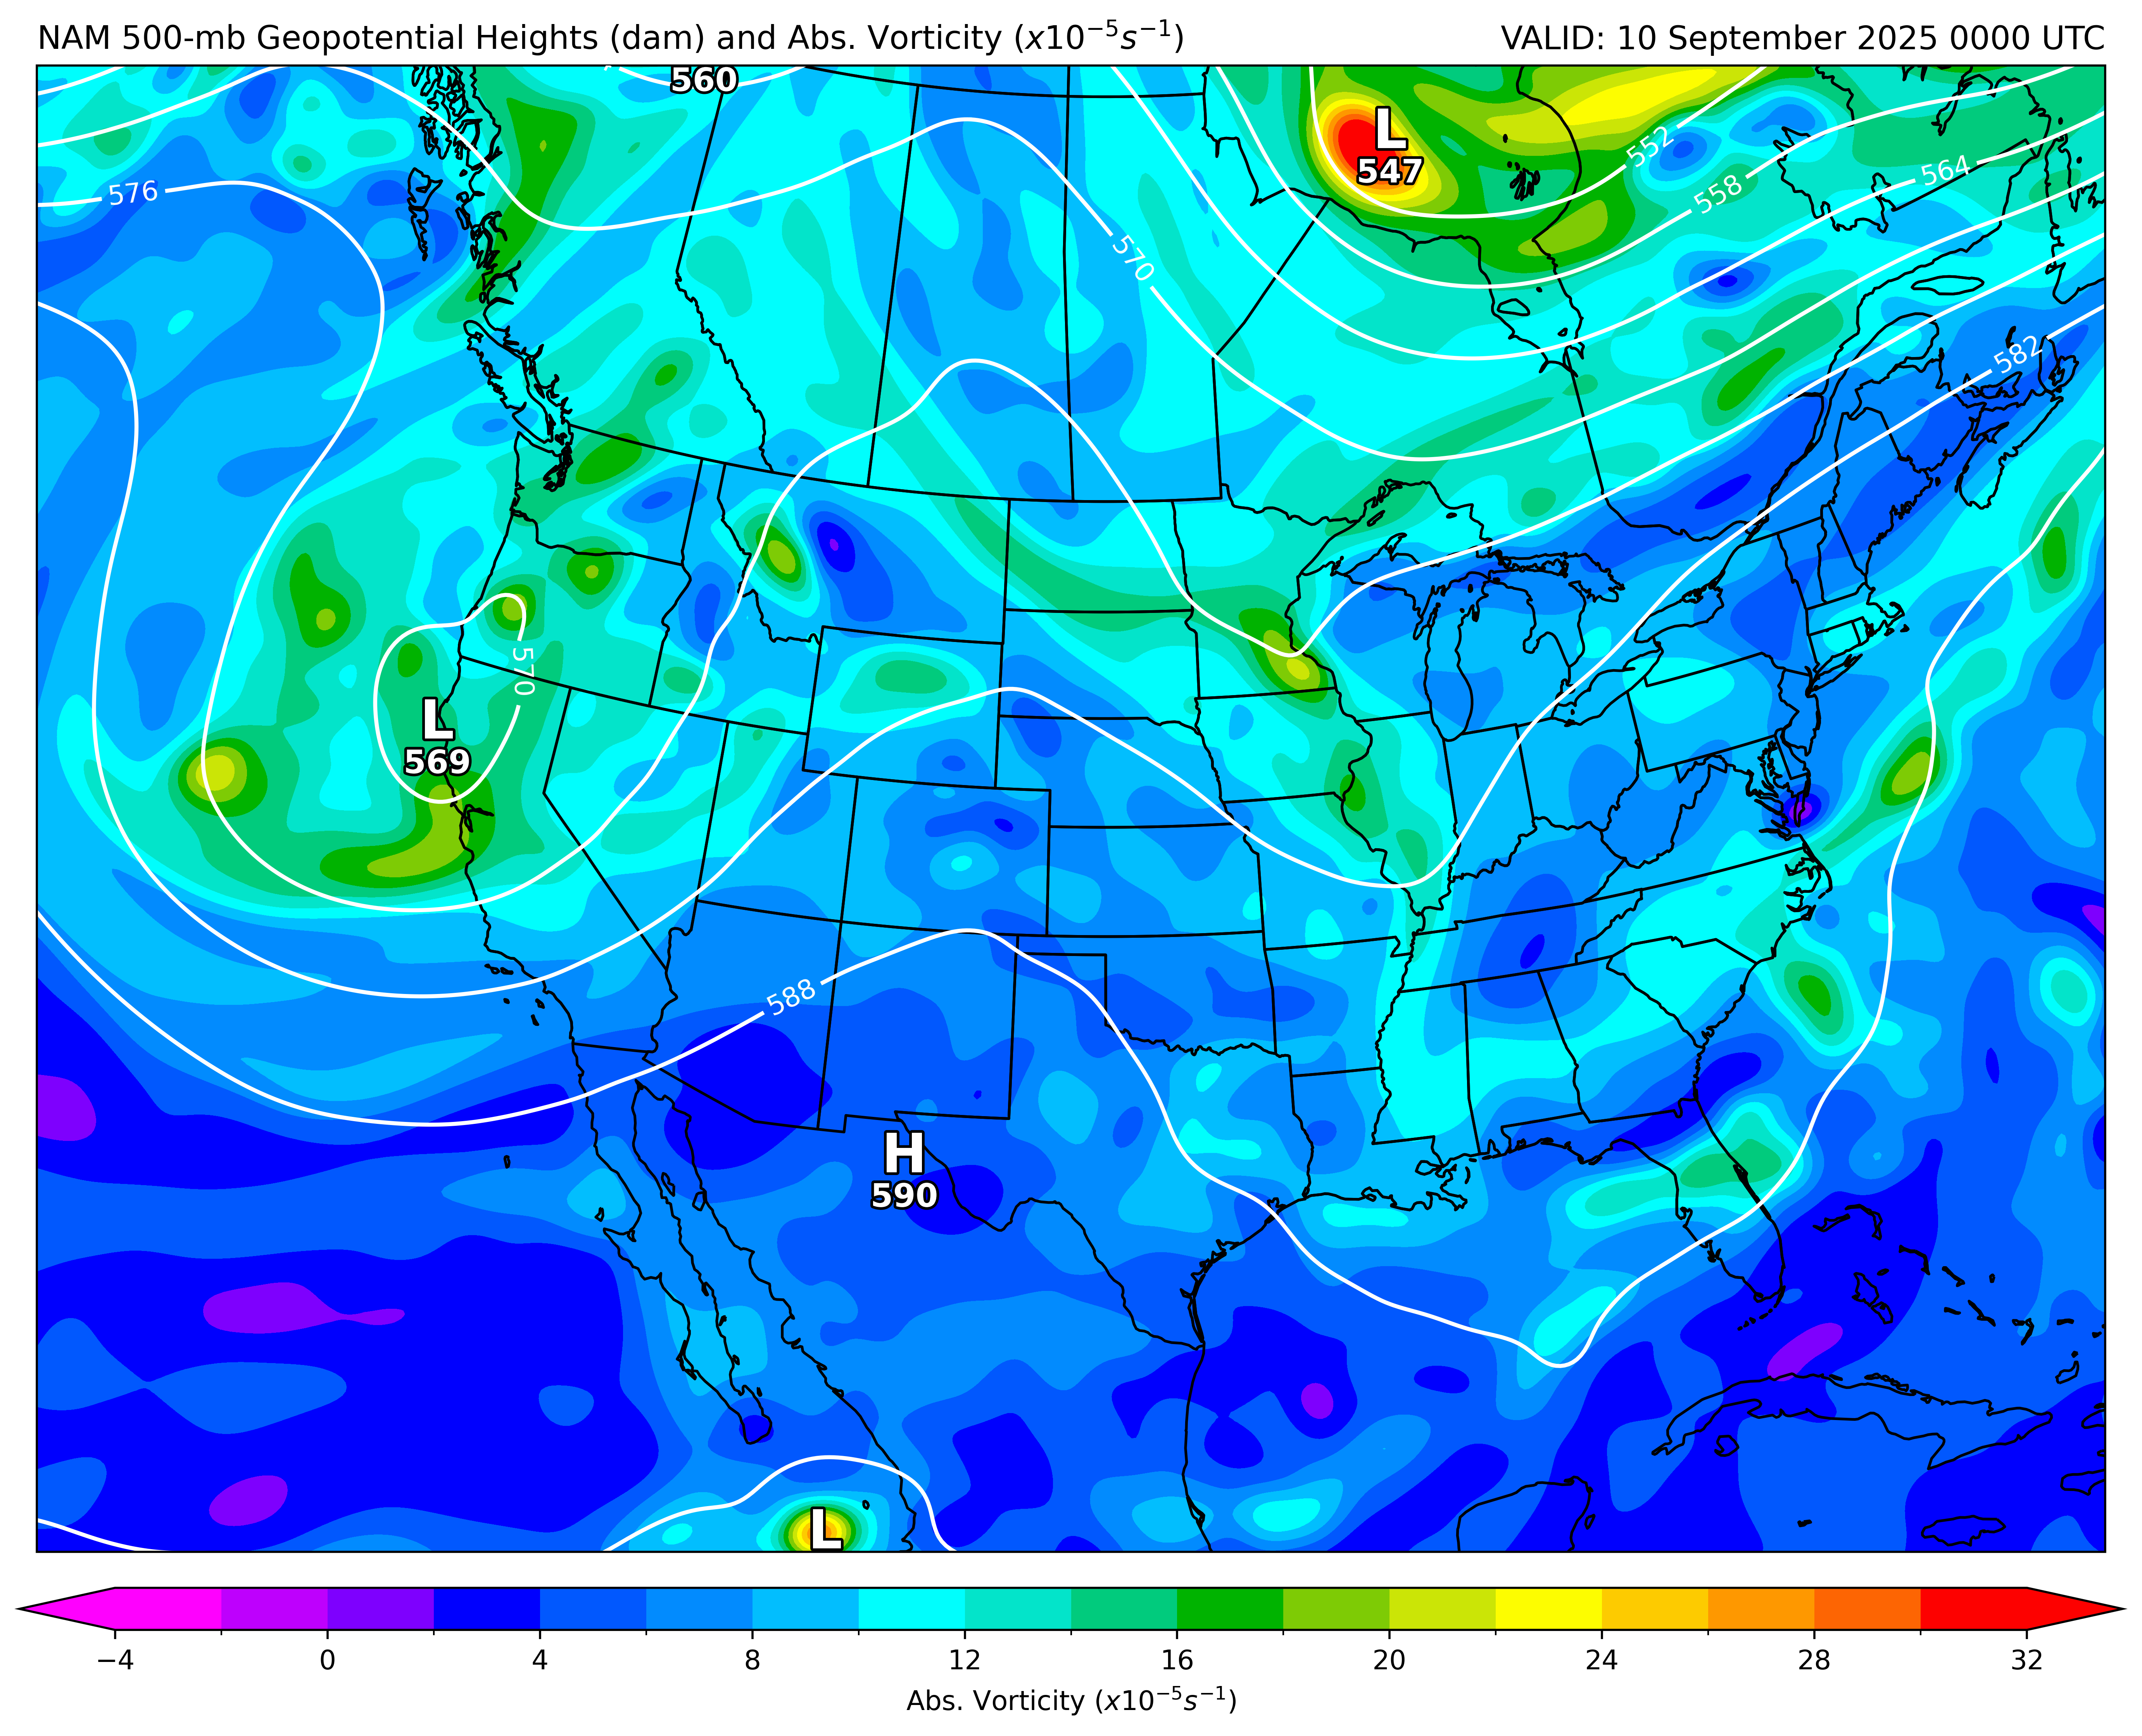 NAM 500-mb Geopotential Heights (dam) and Abs. Vorticity (x10⁻⁵s⁻¹)
VALID: 10 September 2025 0000 UTC
560
L
547
552
576
558
564
570
582
570
L
569
588
H
590
L
−4 0 4 8 12 16 20 24 28 32
Abs. Vorticity (x10⁻⁵s⁻¹)